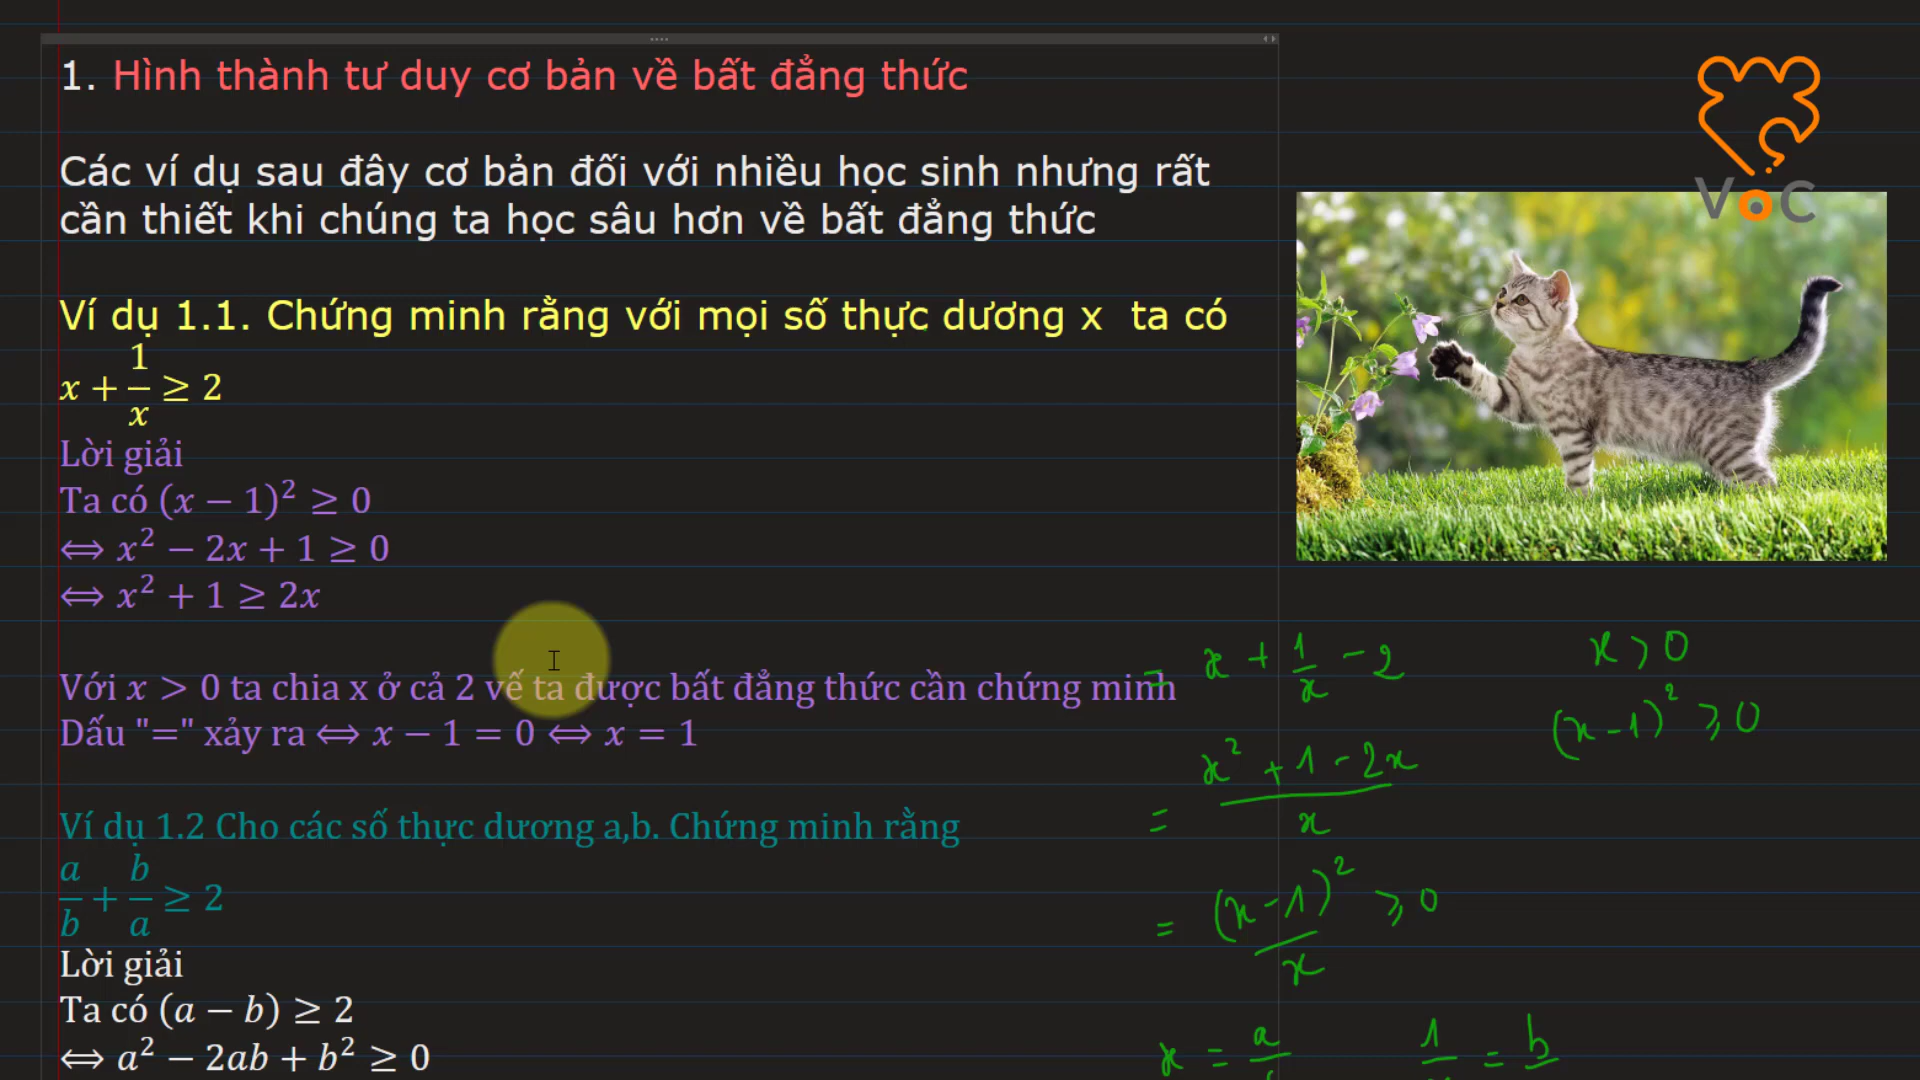 1. Hình thành tư duy cơ bản về bất đẳng thức
Các ví dụ sau đây cơ bản đối với nhiều học sinh nhưng rất
cần thiết khi chúng ta học sâu hơn về bất đẳng thức
Ví dụ 1.1. Chứng minh rằng với mọi số thực dương x ta có
x + 1/x ≥ 2
Lời giải
Ta có (x − 1)² ≥ 0
⟺ x² − 2x + 1 ≥ 0
⟺ x² + 1 ≥ 2x
Với x > 0 ta chia x ở cả 2 vế ta được bất đẳng thức cần chứng minh
Dấu "=" xảy ra ⟺ x − 1 = 0 ⟺ x = 1
Ví dụ 1.2 Cho các số thực dương a,b. Chứng minh rằng
a/b + b/a ≥ 2
Lời giải
Ta có (a − b) ≥ 2
⟺ a² − 2ab + b² ≥ 0
VOC
= x + 1/x − 2
= (x² + 1 − 2x)/x
= (x − 1)²/x ≥ 0
x > 0
(x − 1)² ≥ 0
x = a
1 = b